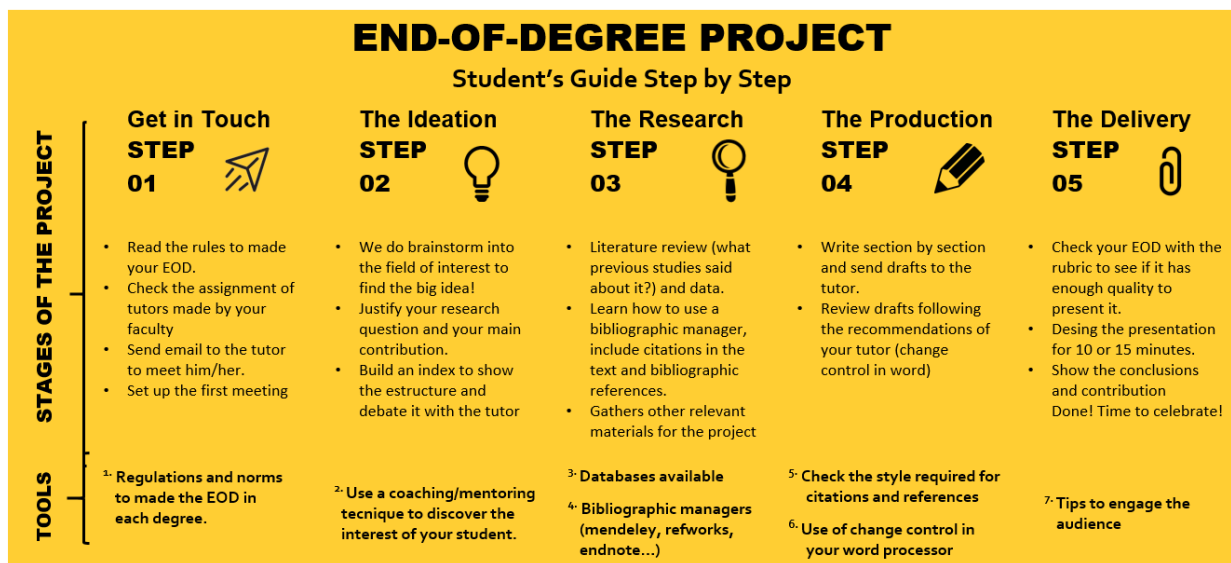 END-OF-DEGREE PROJECT
Student's Guide Step by Step
STAGES OF THE PROJECT
Get in Touch
STEP
01
• Read the rules to made
your EOD.
• Check the assignment of
tutors made by your
faculty
• Send email to the tutor
to meet him/her.
• Set up the first meeting
The Ideation
STEP
02
• We do brainstorm into
the field of interest to
find the big idea!
• Justify your research
question and your main
contribution.
• Build an index to show
the estructure and
debate it with the tutor
The Research
STEP
03
• Literature review (what
previous studies said
about it?) and data.
• Learn how to use a
bibliographic manager,
include citations in the
text and bibliographic
references.
• Gathers other relevant
materials for the project
The Production
STEP
04
• Write section by section
and send drafts to the
tutor.
• Review drafts following
the recommendations of
your tutor (change
control in word)
The Delivery
STEP
05
• Check your EOD with the
rubric to see if it has
enough quality to
present it.
• Desing the presentation
for 10 or 15 minutes.
• Show the conclusions
and contribution
Done! Time to celebrate!
TOOLS
1. Regulations and norms
to made the EOD in
each degree.
2. Use a coaching/mentoring
tecnique to discover the
interest of your student.
3. Databases available
4. Bibliographic managers
(mendeley, refworks,
endnote...)
5. Check the style required for
citations and references
6. Use of change control in
your word processor
7. Tips to engage the
audience